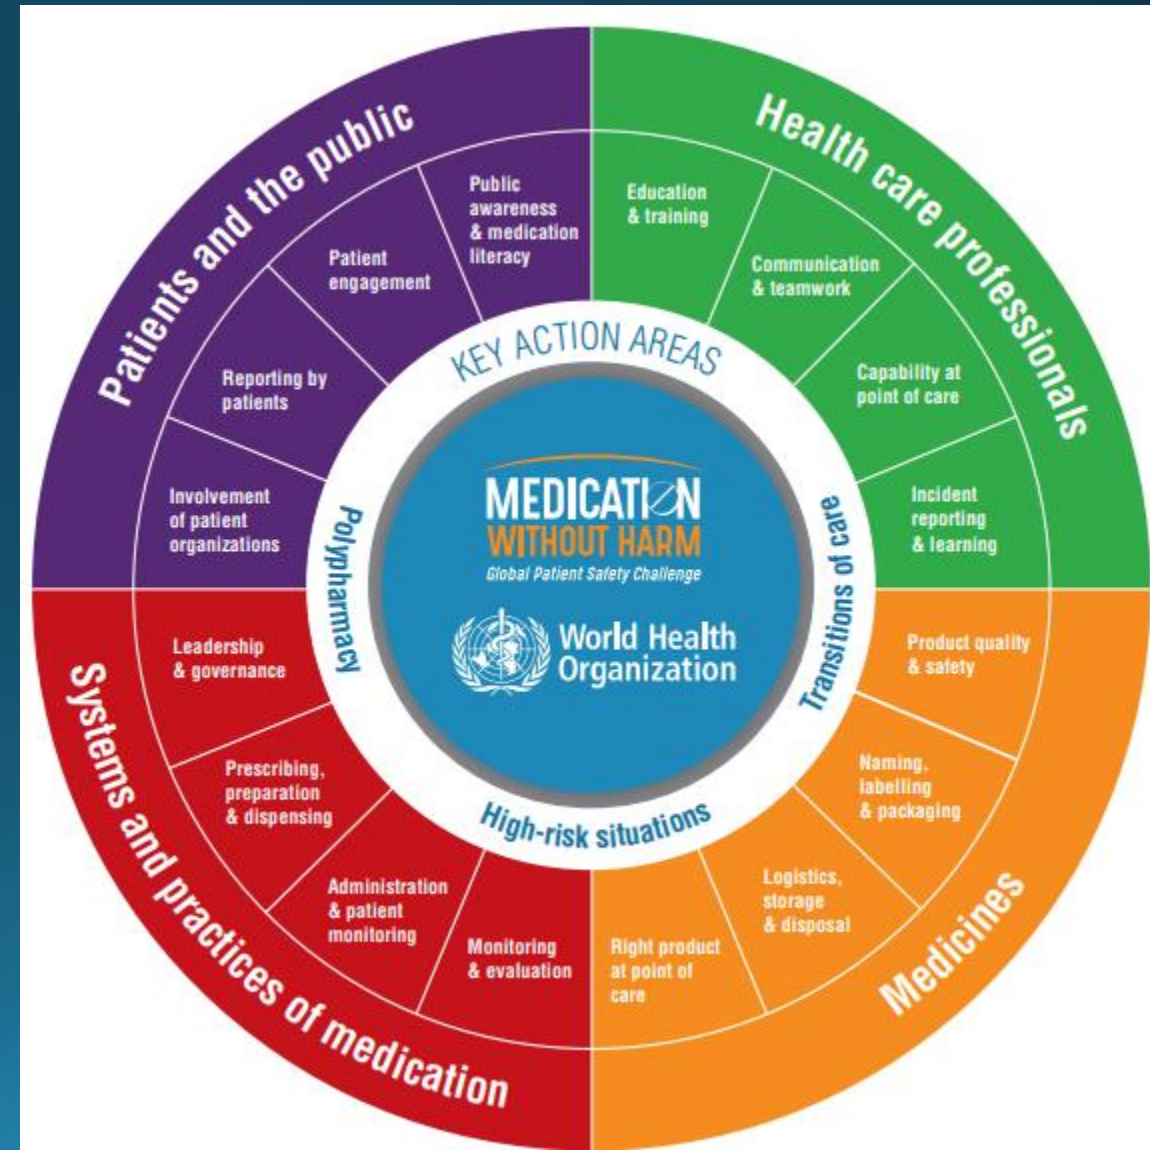 Patients and the public
Public
awareness
& medication
literacy
Patient
engagement
Reporting by
patients
Involvement
of patient
organizations
Health care professionals
Education
& training
Communication
& teamwork
Capability at
point of care
Incident
reporting
& learning
KEY ACTION AREAS
Polypharmacy
Transitions of care
High-risk situations
MEDICATION
WITHOUT HARM
Global Patient Safety Challenge
World Health
Organization
Systems and practices of medication
Leadership
& governance
Prescribing,
preparation
& dispensing
Administration
& patient
monitoring
Monitoring
& evaluation
Medicines
Product quality
& safety
Naming,
labelling
& packaging
Logistics,
storage
& disposal
Right product
at point of
care